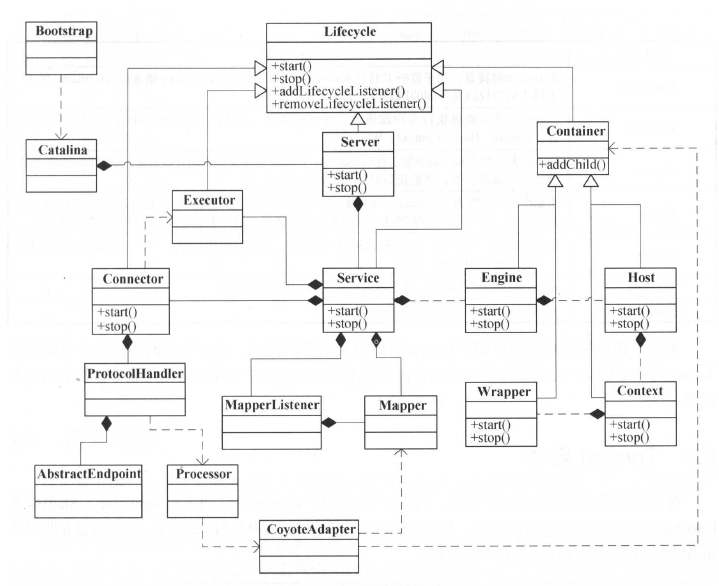 Bootstrap
Lifecycle
+start()
+stop()
+addLifecycleListener()
+removeLifecycleListener()
Catalina
Server
+start()
+stop()
Container
+addChild()
Executor
Connector
+start()
+stop()
Service
+start()
+stop()
Engine
+start()
+stop()
Host
+start()
+stop()
ProtocolHandler
MapperListener
Mapper
Wrapper
+start()
+stop()
Context
+start()
+stop()
AbstractEndpoint
Processor
CoyoteAdapter